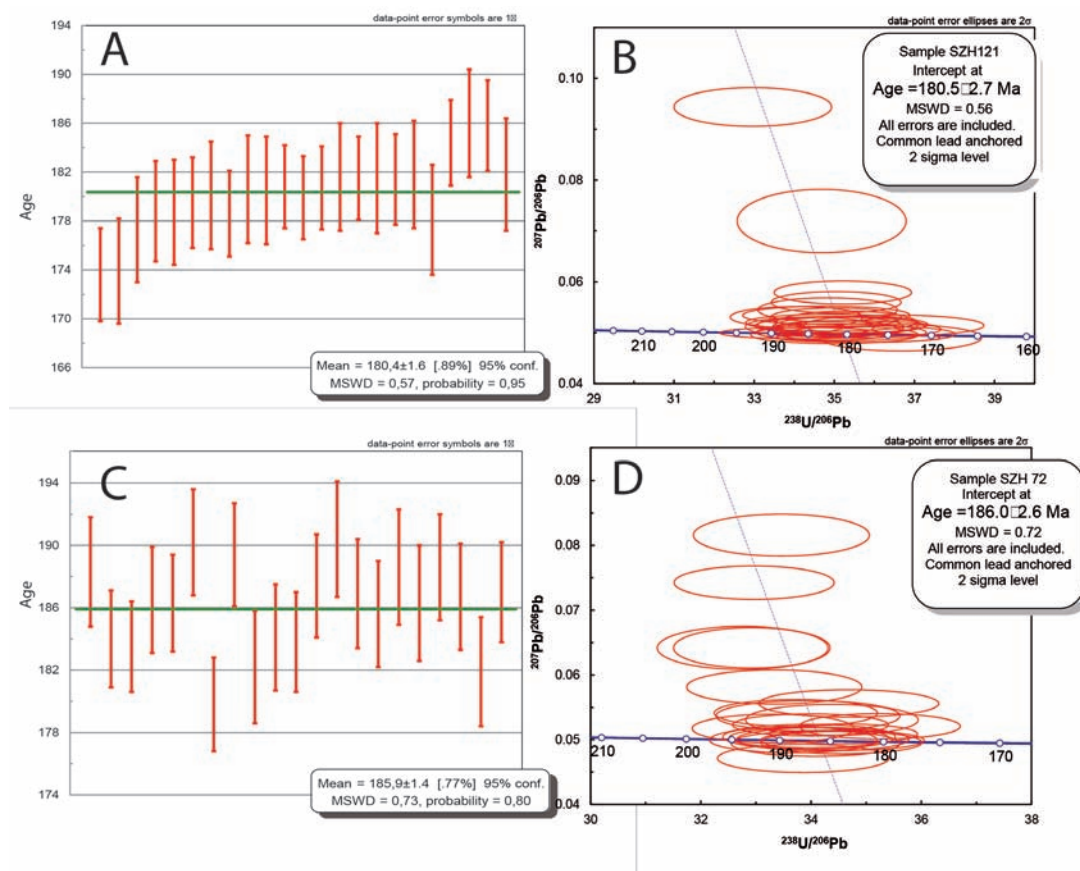 data-point error symbols are 1�
A
194
190
186
182
178
174
170
166
Age
Mean = 180,4±1.6 [.89%] 95% conf.
MSWD = 0,57, probability = 0,95
data-point error ellipses are 2σ
B
Sample SZH121
Intercept at
Age =180.5�2.7 Ma
MSWD = 0.56
All errors are included.
Common lead anchored
2 sigma level
0.10
0.08
0.06
0.04
²⁰⁷Pb/²⁰⁶Pb
210 200 190 180 170 160
29 31 33 35 37 39
²³⁸U/²⁰⁶Pb
data-point error symbols are 1�
C
194
190
186
182
178
174
Age
Mean = 185,9±1.4 [.77%] 95% conf.
MSWD = 0,73, probability = 0,80
data-point error ellipses are 2σ
D
Sample SZH 72
Intercept at
Age =186.0�2.6 Ma
MSWD = 0.72
All errors are included.
Common lead anchored
2 sigma level
0.09
0.08
0.07
0.06
0.05
0.04
²⁰⁷Pb/²⁰⁶Pb
210 200 190 180 170
30 32 34 36 38
²³⁸U/²⁰⁶Pb